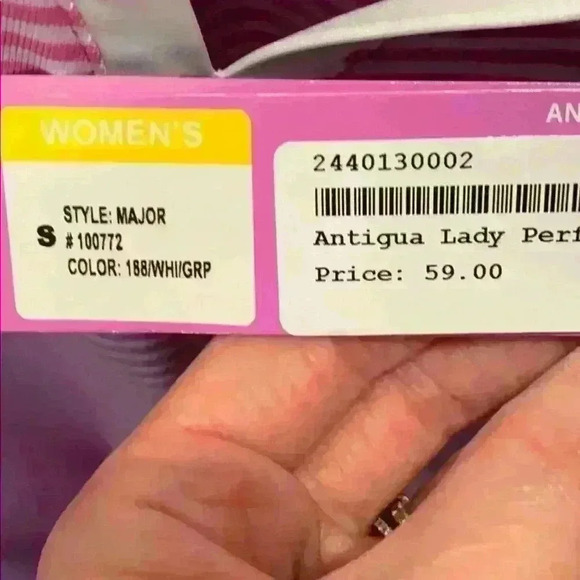 WOMEN'S
STYLE: MAJOR
S # 100772
COLOR: 188/WHI/GRP
AN
2440130002
Antigua Lady Perf
Price: 59.00